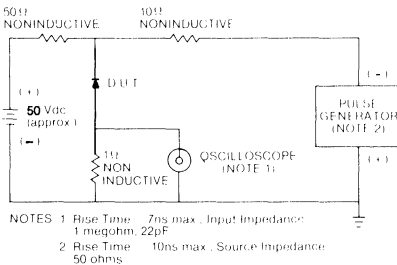 50Ω
NONINDUCTIVE
10Ω
NONINDUCTIVE
(+)
50 Vdc
(approx)
(−)
DUT
1Ω
NON
INDUCTIVE
OSCILLOSCOPE
(NOTE 1)
(−)
PULSE
GENERATOR
(NOTE 2)
(+)
NOTES 1 Rise Time 7ns max, Input Impedance
1 megohm, 22pF
2 Rise Time 10ns max, Source Impedance
50 ohms